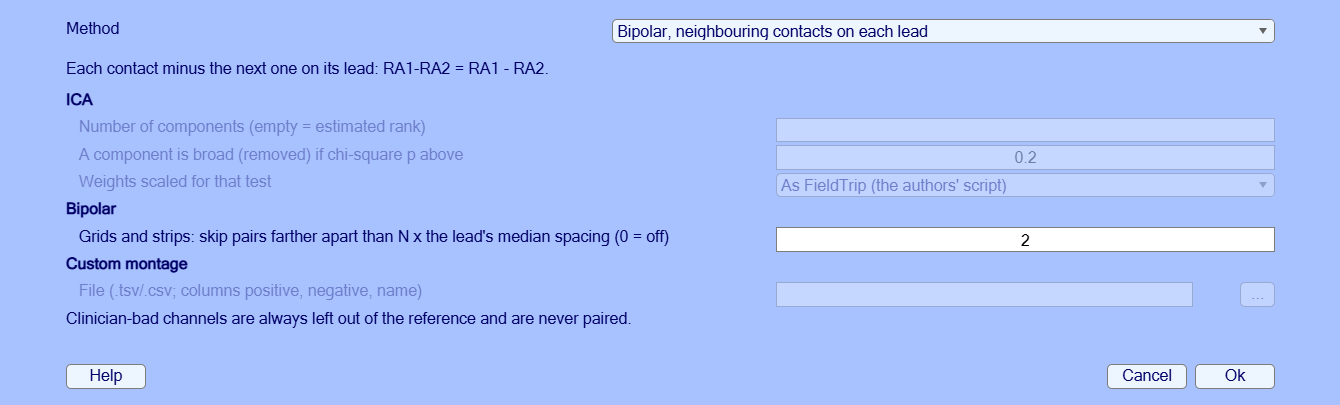 Method
Bipolar, neighbouring contacts on each lead
Each contact minus the next one on its lead: RA1-RA2 = RA1 - RA2.
ICA
Number of components (empty = estimated rank)
A component is broad (removed) if chi-square p above
0.2
Weights scaled for that test
As FieldTrip (the authors' script)
Bipolar
Grids and strips: skip pairs farther apart than N x the lead's median spacing (0 = off)
2
Custom montage
File (.tsv/.csv; columns positive, negative, name)
...
Clinician-bad channels are always left out of the reference and are never paired.
Help
Cancel
Ok